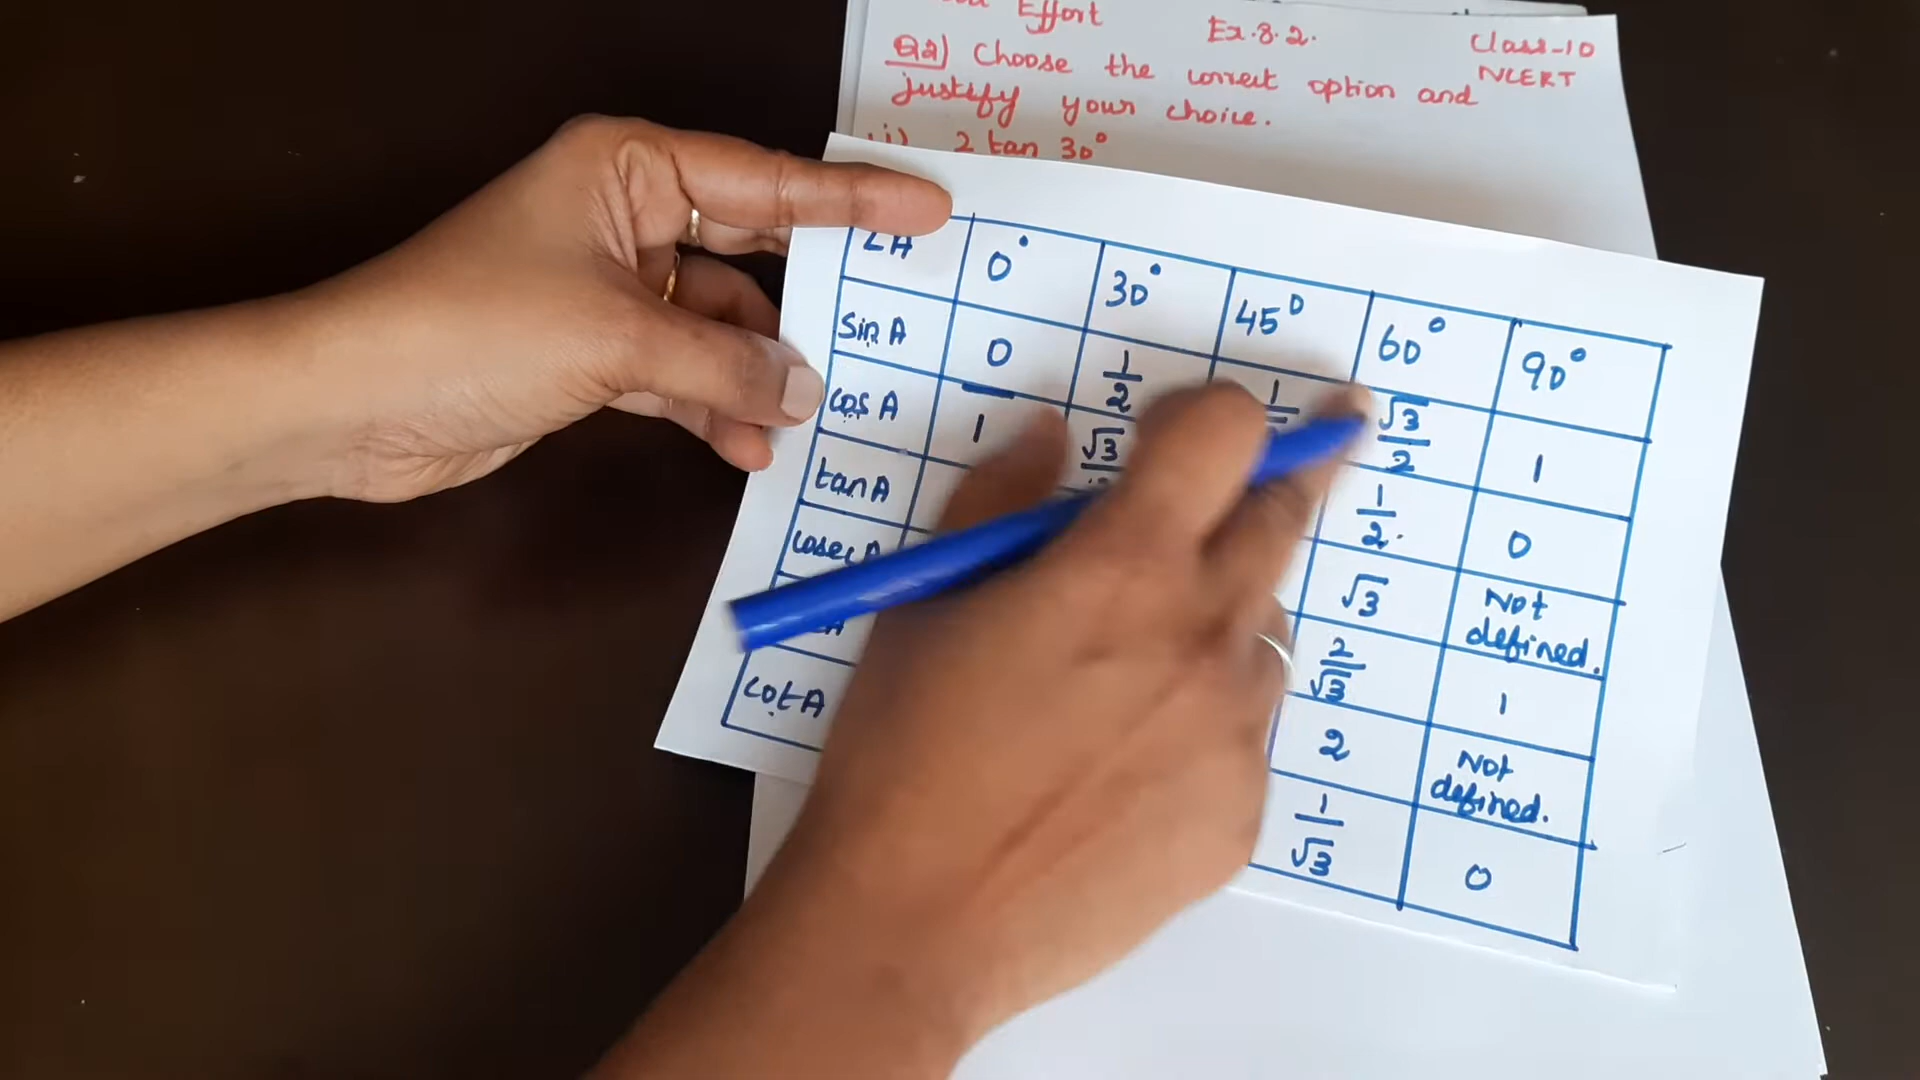 Effort Ex.8.2. Class-10
NCERT
Q2) Choose the correct option and
justify your choice.
i) 2 tan 30°
∠A 0° 30° 45° 60° 90°
Sin A 0 1/2 1 √3/2 1
cos A 1 √3 1/2. 0
tan A √3 Not defined.
cosec A 2/√3 1
A 2 Not defined.
cot A 1/√3 0